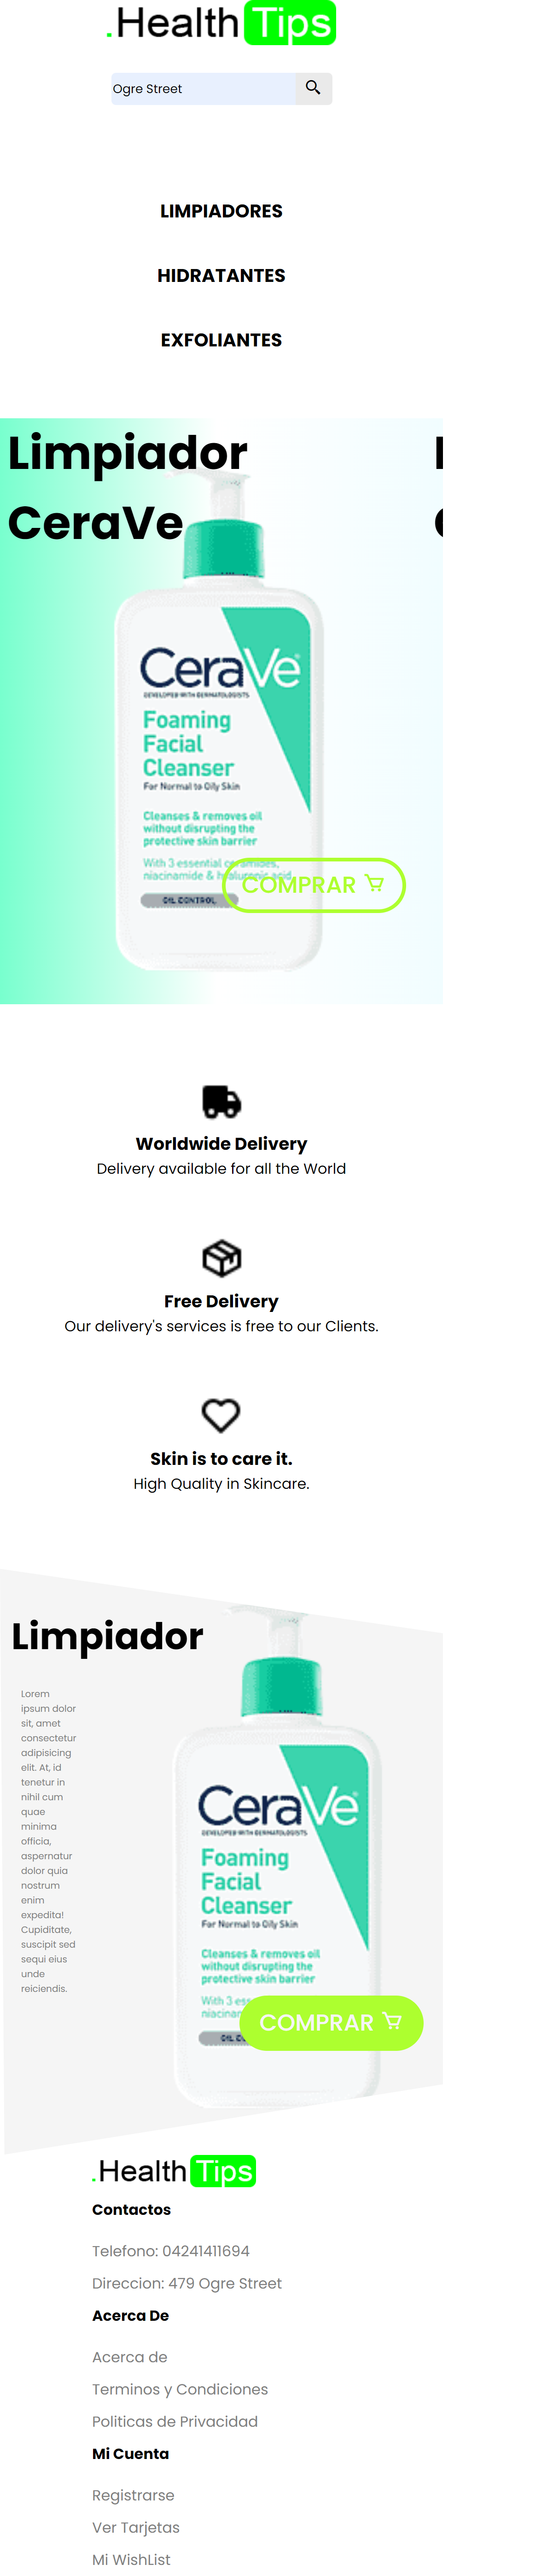 .Health Tips
Ogre Street
LIMPIADORES
HIDRATANTES
EXFOLIANTES
Limpiador
CeraVe
CeraVe
DEVELOPED WITH DERMATOLOGISTS
Foaming
Facial
Cleanser
For Normal to Oily Skin
Cleanses & removes oil
without disrupting the
protective skin barrier
With 3 essential ceramides,
niacinamide & hyaluronic acid
COMPRAR
OIL CONTROL
Worldwide Delivery
Delivery available for all the World
Free Delivery
Our delivery's services is free to our Clients.
Skin is to care it.
High Quality in Skincare.
Limpiador
Lorem
ipsum dolor
sit, amet
consectetur
adipisicing
elit. At, id
tenetur in
nihil cum
quae
minima
officia,
aspernatur
dolor quia
nostrum
enim
expedita!
Cupiditate,
suscipit sed
sequi eius
unde
reiciendis.
CeraVe
DEVELOPED WITH DERMATOLOGISTS
Foaming
Facial
Cleanser
For Normal to Oily Skin
Cleanses & removes oil
without disrupting the
protective skin barrier
With 3
COMPRAR
OIL
.Health Tips
Contactos
Telefono: 04241411694
Direccion: 479 Ogre Street
Acerca De
Acerca de
Terminos y Condiciones
Politicas de Privacidad
Mi Cuenta
Registrarse
Ver Tarjetas
Mi WishList